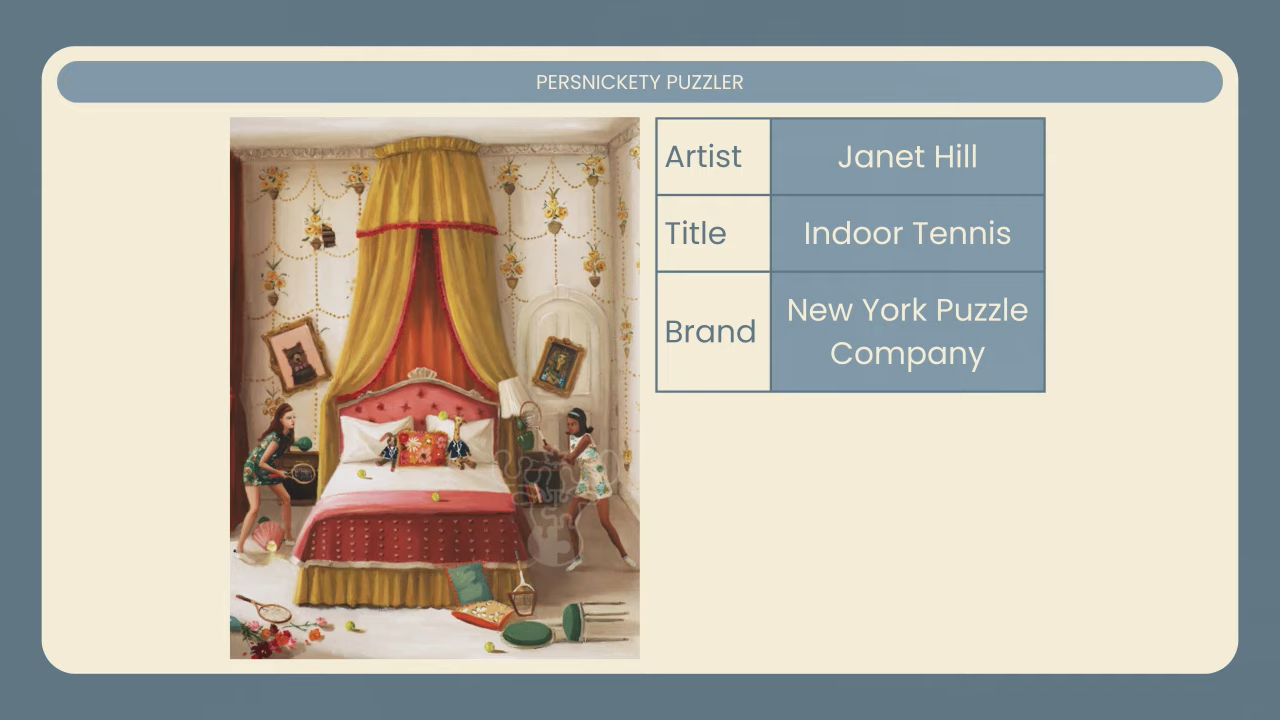 PERSNICKETY PUZZLER
Artist
Janet Hill
Title
Indoor Tennis
Brand
New York Puzzle
Company